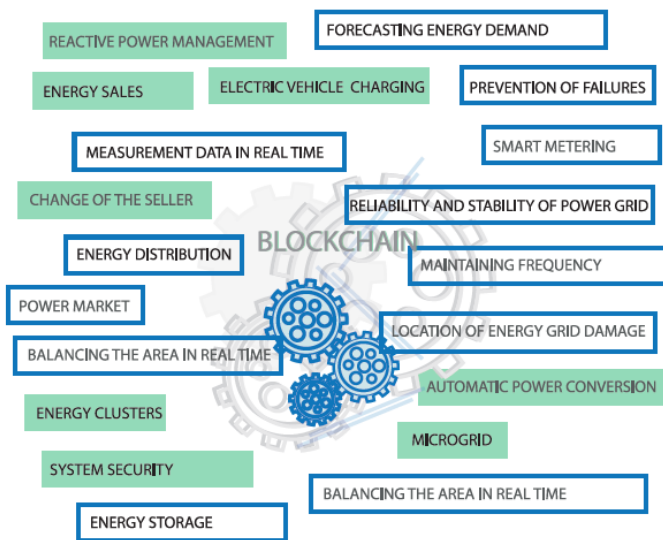 FORECASTING ENERGY DEMAND
REACTIVE POWER MANAGEMENT
ENERGY SALES
ELECTRIC VEHICLE CHARGING
PREVENTION OF FAILURES
MEASUREMENT DATA IN REAL TIME
SMART METERING
CHANGE OF THE SELLER
RELIABILITY AND STABILITY OF POWER GRID
BLOCKCHAIN
ENERGY DISTRIBUTION
MAINTAINING FREQUENCY
POWER MARKET
LOCATION OF ENERGY GRID DAMAGE
BALANCING THE AREA IN REAL TIME
AUTOMATIC POWER CONVERSION
ENERGY CLUSTERS
MICROGRID
SYSTEM SECURITY
BALANCING THE AREA IN REAL TIME
ENERGY STORAGE